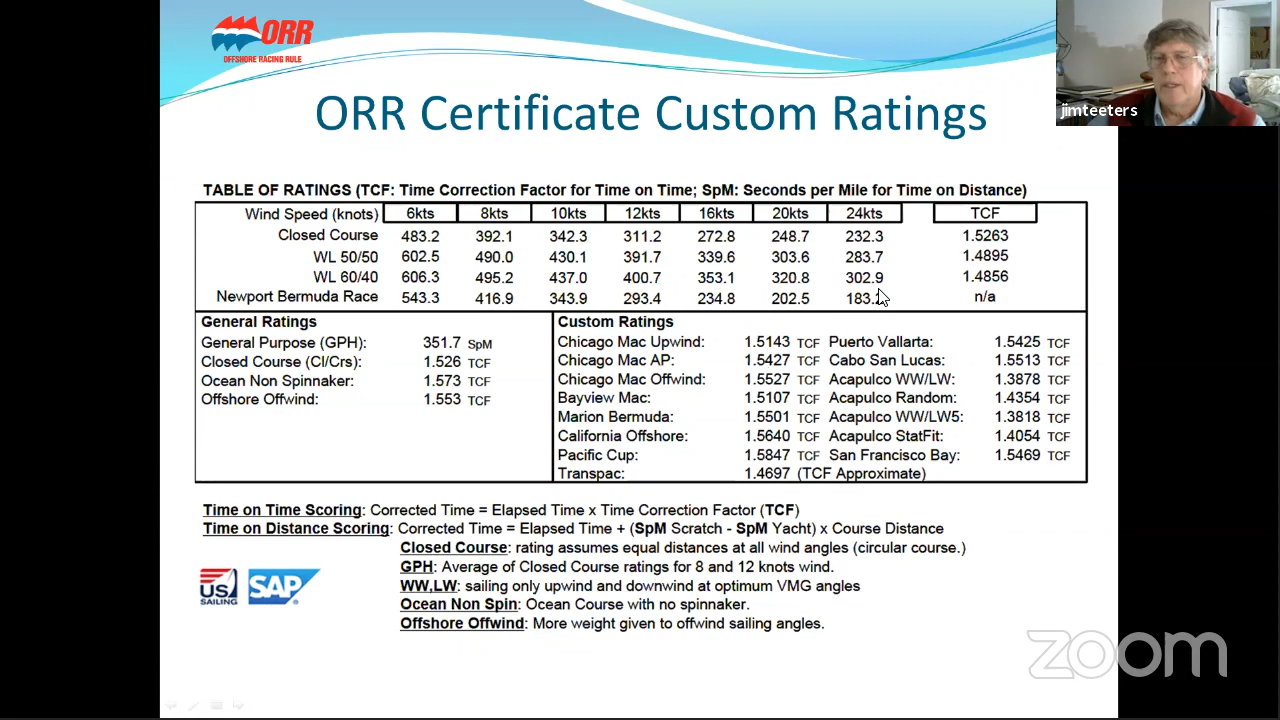 ORR
OFFSHORE RACING RULE
jimteeters
ORR Certificate Custom Ratings
TABLE OF RATINGS (TCF: Time Correction Factor for Time on Time; SpM: Seconds per Mile for Time on Distance)
Wind Speed (knots) 6kts 8kts 10kts 12kts 16kts 20kts 24kts TCF
Closed Course 483.2 392.1 342.3 311.2 272.8 248.7 232.3 1.5263
WL 50/50 602.5 490.0 430.1 391.7 339.6 303.6 283.7 1.4895
WL 60/40 606.3 495.2 437.0 400.7 353.1 320.8 302.9 1.4856
Newport Bermuda Race 543.3 416.9 343.9 293.4 234.8 202.5 n/a
General Ratings
General Purpose (GPH): 351.7 SpM
Closed Course (Cl/Crs): 1.526 TCF
Ocean Non Spinnaker: 1.573 TCF
Offshore Offwind: 1.553 TCF
Custom Ratings
Chicago Mac Upwind: 1.5143 TCF Puerto Vallarta: 1.5425 TCF
Chicago Mac AP: 1.5427 TCF Cabo San Lucas: 1.5513 TCF
Chicago Mac Offwind: 1.5527 TCF Acapulco WW/LW: 1.3878 TCF
Bayview Mac: 1.5107 TCF Acapulco Random: 1.4354 TCF
Marion Bermuda: 1.5501 TCF Acapulco WW/LW5: 1.3818 TCF
California Offshore: 1.5640 TCF Acapulco StatFit: 1.4054 TCF
Pacific Cup: 1.5847 TCF San Francisco Bay: 1.5469 TCF
Transpac: 1.4697 (TCF Approximate)
Time on Time Scoring: Corrected Time = Elapsed Time x Time Correction Factor (TCF)
Time on Distance Scoring: Corrected Time = Elapsed Time + (SpM Scratch - SpM Yacht) x Course Distance
Closed Course: rating assumes equal distances at all wind angles (circular course.)
GPH: Average of Closed Course ratings for 8 and 12 knots wind.
WW,LW: sailing only upwind and downwind at optimum VMG angles
Ocean Non Spin: Ocean Course with no spinnaker.
Offshore Offwind: More weight given to offwind sailing angles.
US
SAILING
SAP
zoom